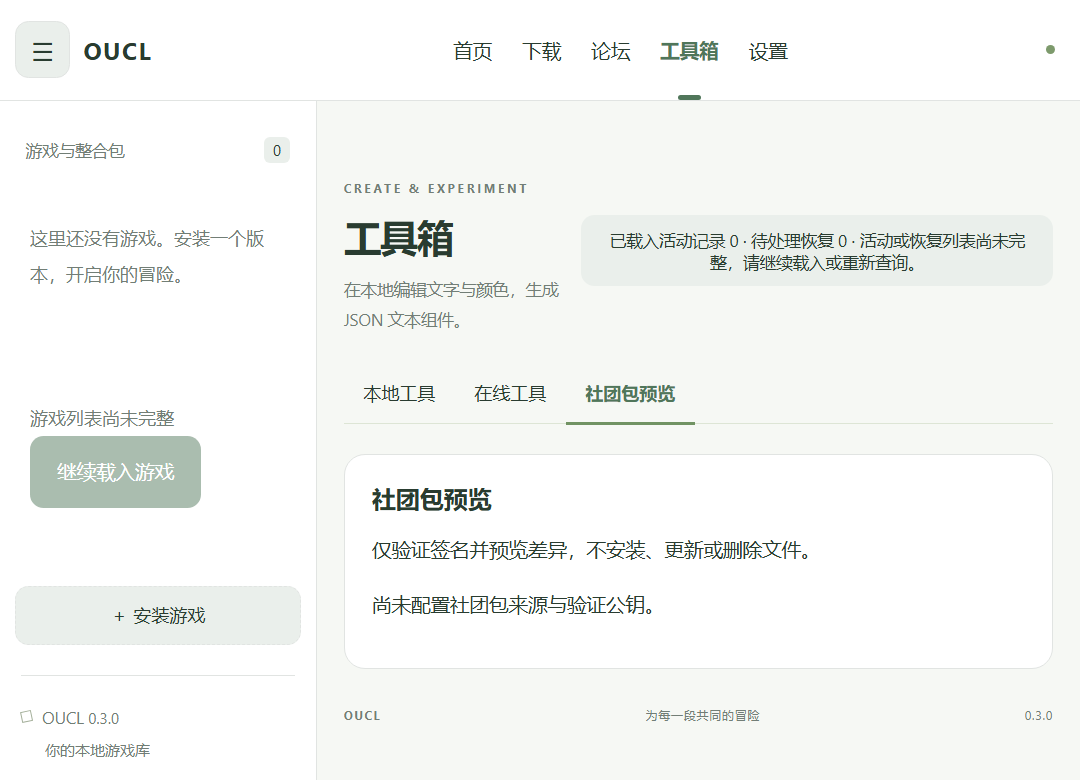 ☰ OUCL
首页 下载 论坛 工具箱 设置
游戏与整合包 0
这里还没有游戏。安装一个版
本，开启你的冒险。
游戏列表尚未完整
继续载入游戏
+ 安装游戏
OUCL 0.3.0
你的本地游戏库
CREATE & EXPERIMENT
工具箱
在本地编辑文字与颜色，生成
JSON 文本组件。
已载入活动记录 0 · 待处理恢复 0 · 活动或恢复列表尚未完
整，请继续载入或重新查询。
本地工具 在线工具 社团包预览
社团包预览
仅验证签名并预览差异，不安装、更新或删除文件。
尚未配置社团包来源与验证公钥。
OUCL 为每一段共同的冒险 0.3.0